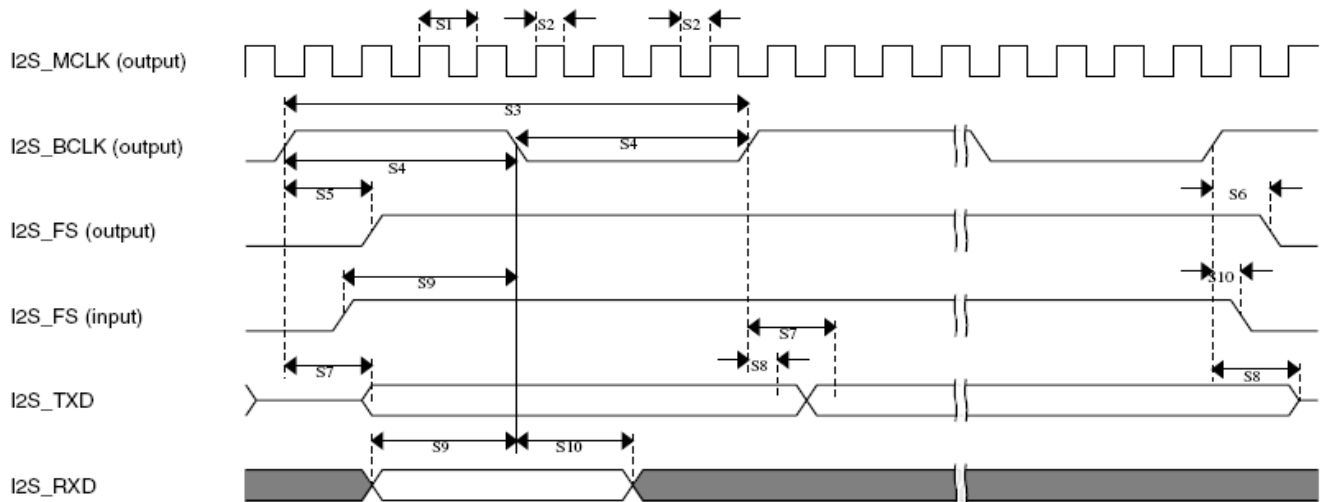 S1 S2 S2
I2S_MCLK (output)
S3
I2S_BCLK (output)
S4
S4
S5 S6
I2S_FS (output)
S9 S10
I2S_FS (input)
S7
S7 S8 S8
I2S_TXD
S9 S10
I2S_RXD